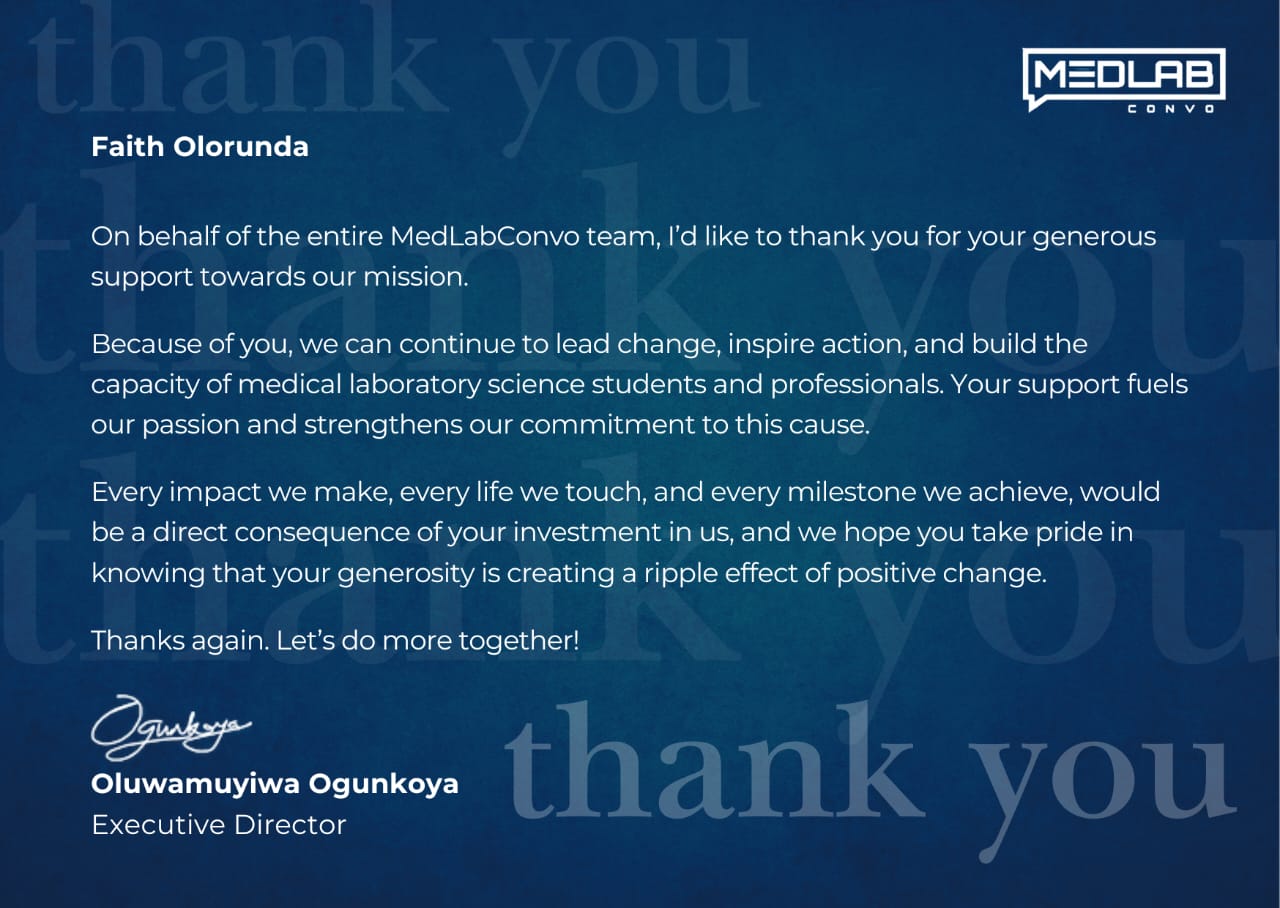 thank you
MEDLAB
CONVO
Faith Olorunda
thank you
On behalf of the entire MedLabConvo team, I’d like to thank you for your generous
support towards our mission.
Because of you, we can continue to lead change, inspire action, and build the
capacity of medical laboratory science students and professionals. Your support fuels
our passion and strengthens our commitment to this cause.
thank you
Every impact we make, every life we touch, and every milestone we achieve, would
be a direct consequence of your investment in us, and we hope you take pride in
knowing that your generosity is creating a ripple effect of positive change.
Thanks again. Let’s do more together!
Ogunkoya
thank you
Oluwamuyiwa Ogunkoya
Executive Director